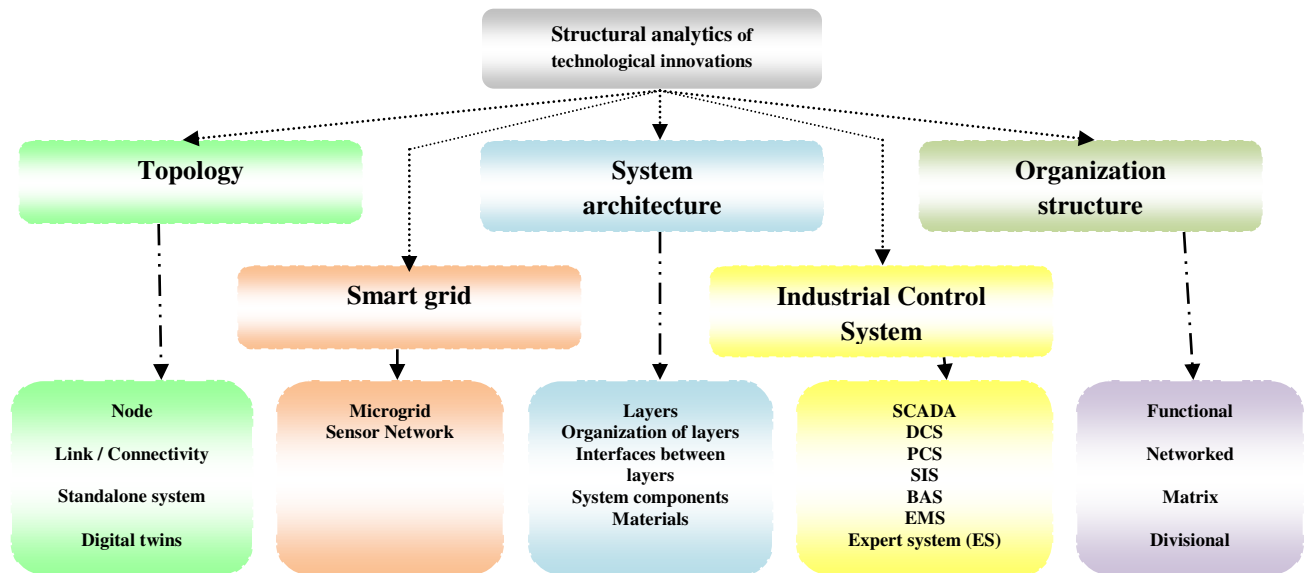 Structural analytics of
technological innovations
Topology
System
architecture
Organization
structure
Smart grid
Industrial Control
System
Node
Link / Connectivity
Standalone system
Digital twins
Microgrid
Sensor Network
Layers
Organization of layers
Interfaces between
layers
System components
Materials
SCADA
DCS
PCS
SIS
BAS
EMS
Expert system (ES)
Functional
Networked
Matrix
Divisional